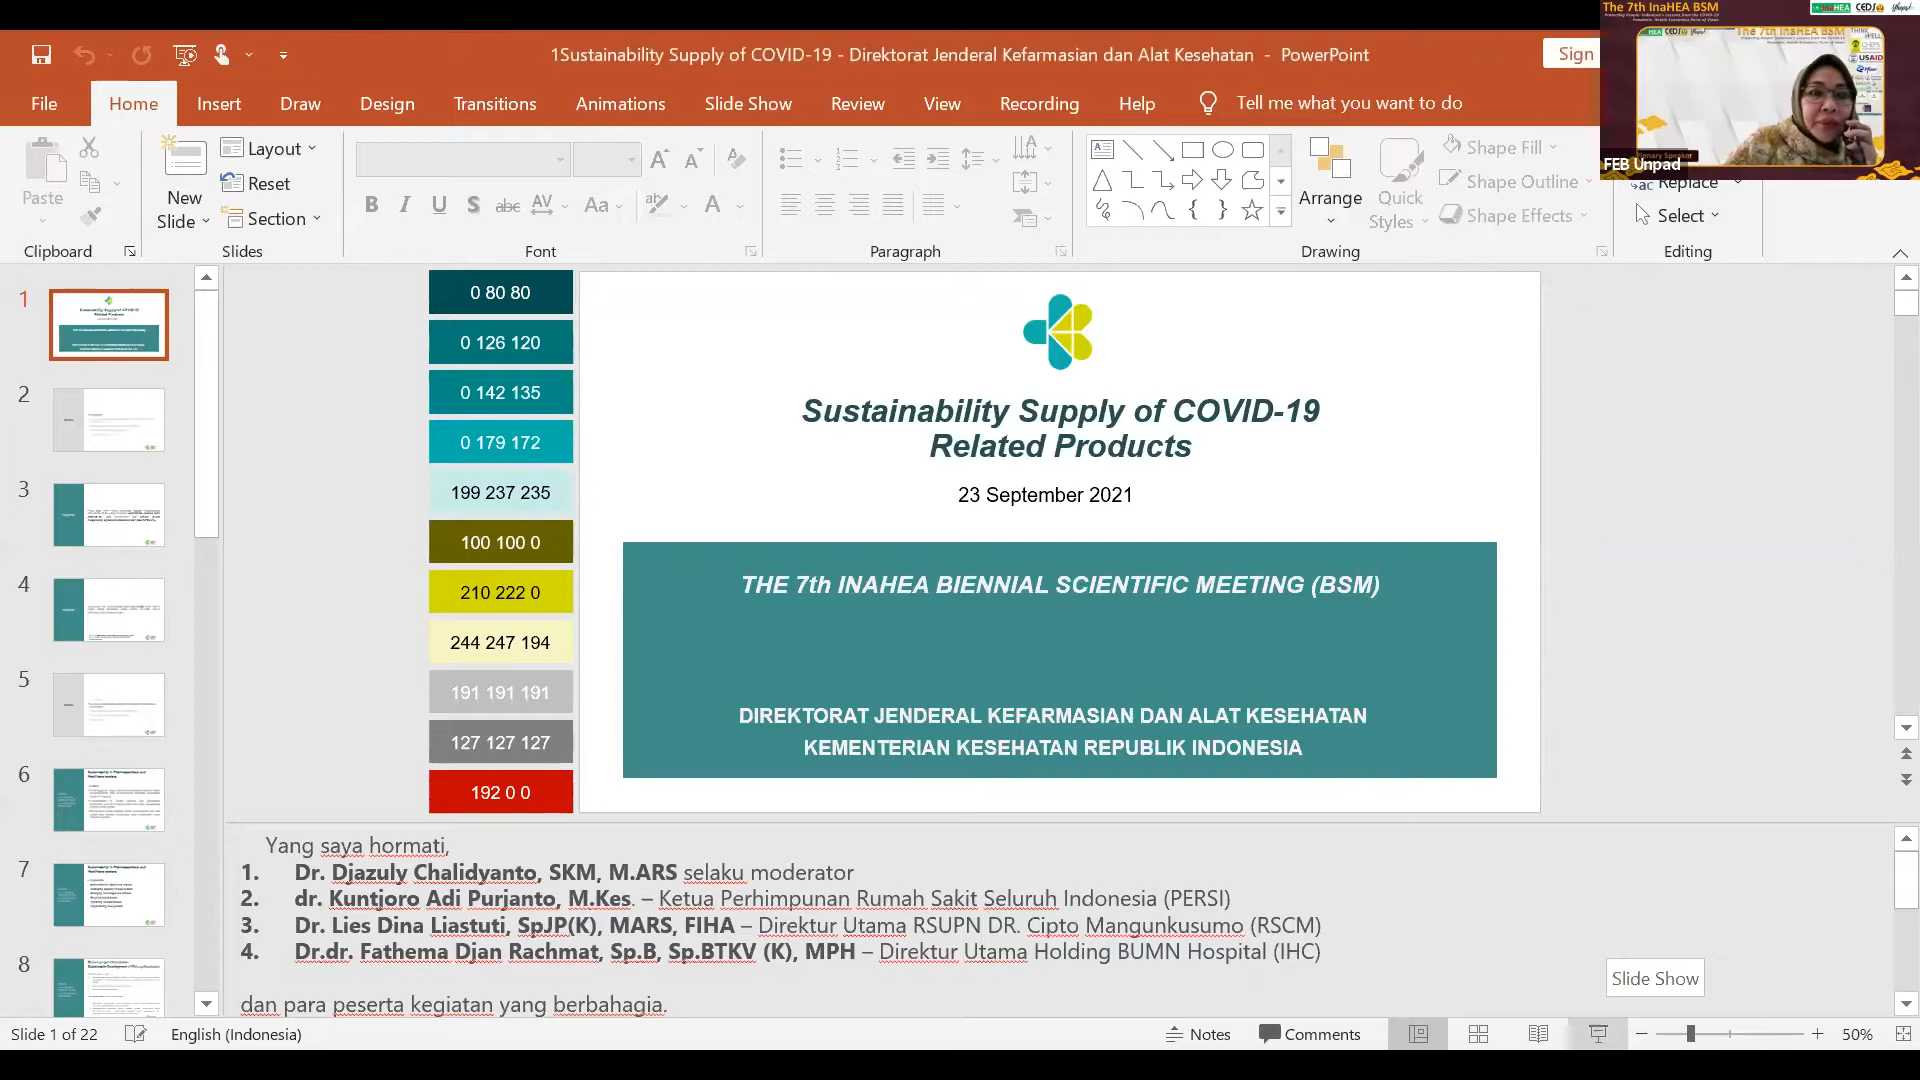 The 7th InaHEA BSM
1Sustainability Supply of COVID-19 - Direktorat Jenderal Kefarmasian dan Alat Kesehatan - PowerPoint
Sign
File Home Insert Draw Design Transitions Animations Slide Show Review View Recording Help Tell me what you want to do
USAID
FEB Unpad
Paste
New
Slide
Layout
Reset
Section
Arrange
Quick
Styles
Shape Fill
Shape Outline
Shape Effects
Replace
Select
Clipboard Slides Font Paragraph Drawing Editing
1
2
3
4
5
6
7
8
0 80 80
0 126 120
0 142 135
0 179 172
199 237 235
100 100 0
210 222 0
244 247 194
191 191 191
127 127 127
192 0 0
Sustainability Supply of COVID-19
Related Products
23 September 2021
THE 7th INAHEA BIENNIAL SCIENTIFIC MEETING (BSM)
DIREKTORAT JENDERAL KEFARMASIAN DAN ALAT KESEHATAN
KEMENTERIAN KESEHATAN REPUBLIK INDONESIA
Yang saya hormati,
1. Dr. Djazuly Chalidyanto, SKM, M.ARS selaku moderator
2. dr. Kuntjoro Adi Purjanto, M.Kes. – Ketua Perhimpunan Rumah Sakit Seluruh Indonesia (PERSI)
3. Dr. Lies Dina Liastuti, SpJP(K), MARS, FIHA – Direktur Utama RSUPN DR. Cipto Mangunkusumo (RSCM)
4. Dr.dr. Fathema Djan Rachmat, Sp.B, Sp.BTKV (K), MPH – Direktur Utama Holding BUMN Hospital (IHC)
dan para peserta kegiatan yang berbahagia.
Slide Show
Slide 1 of 22 English (Indonesia) Notes Comments 50%